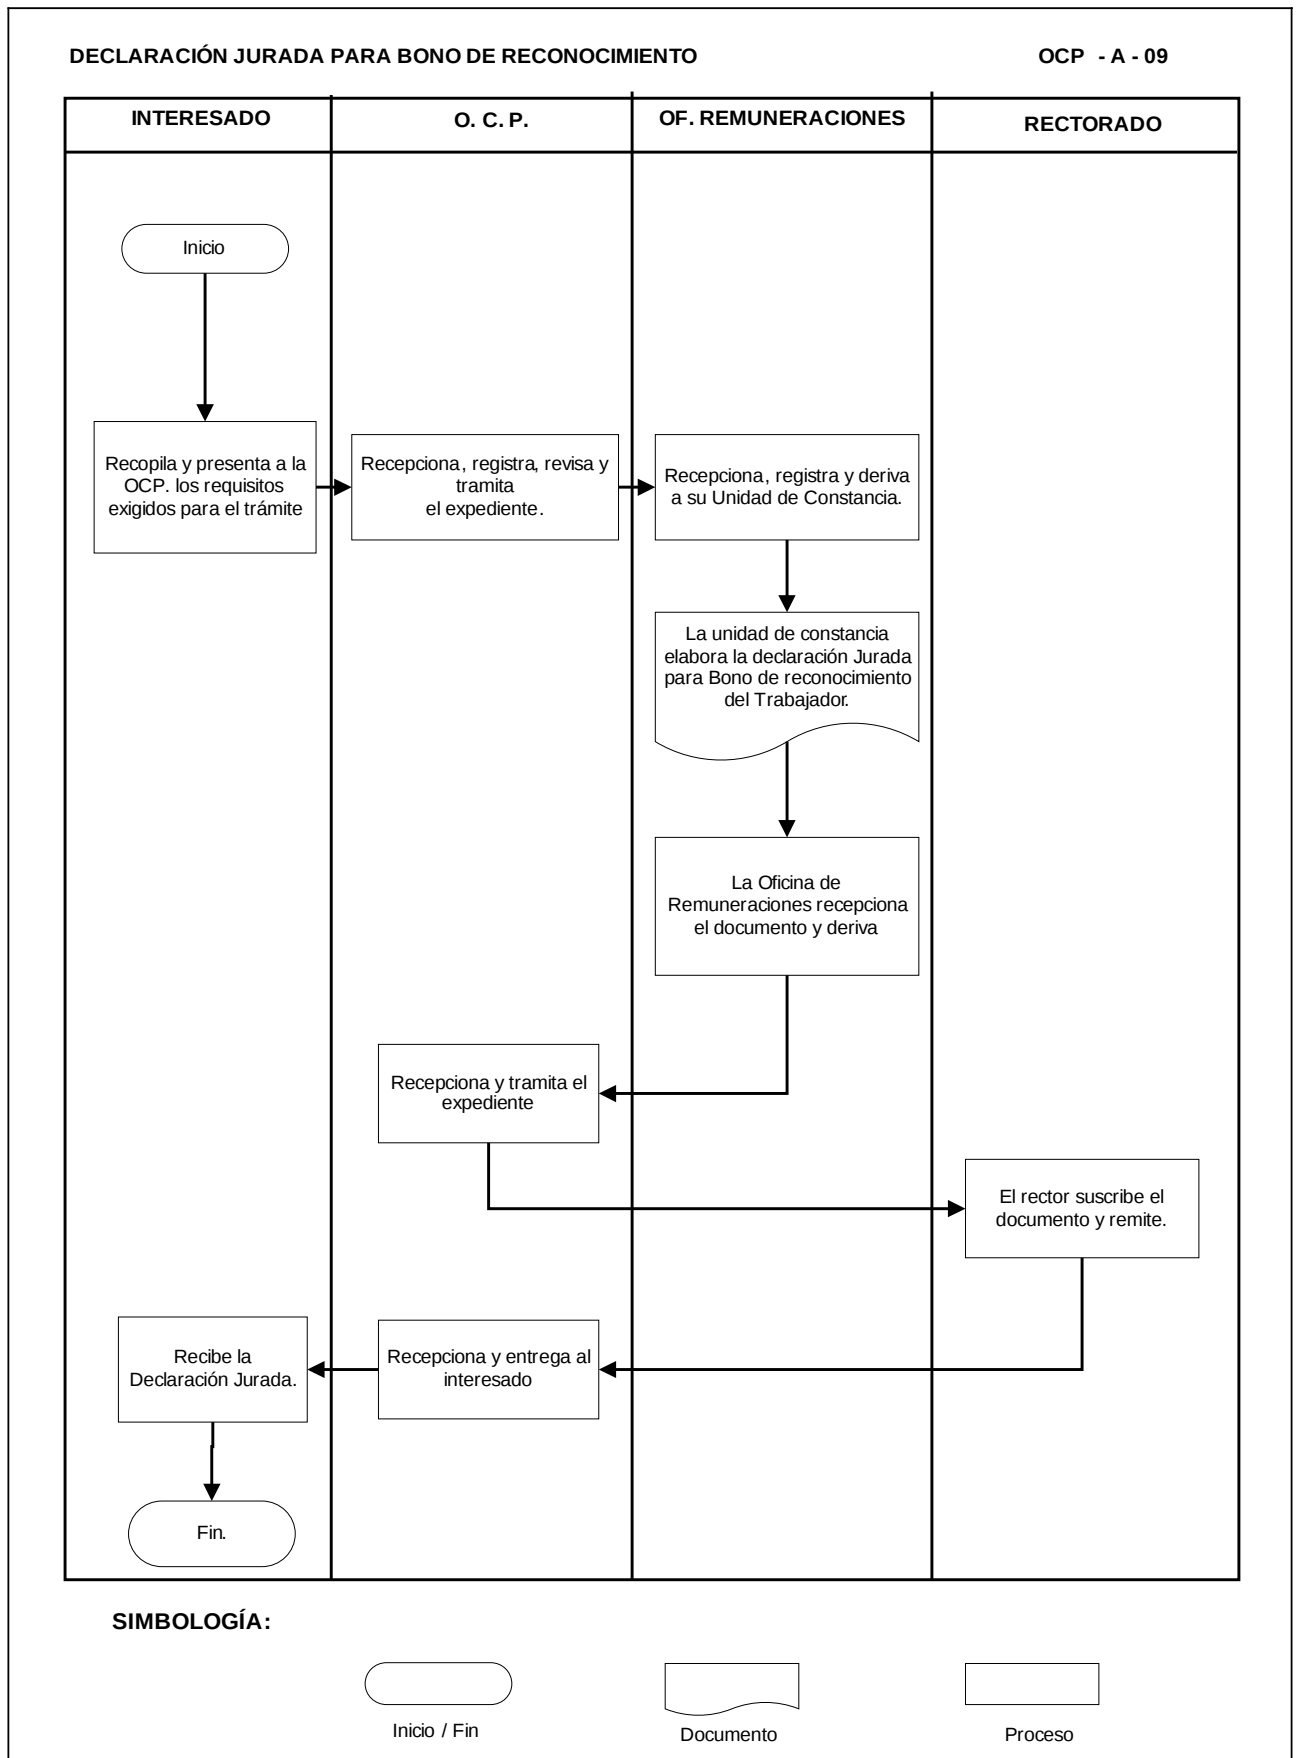 DECLARACIÓN JURADA PARA BONO DE RECONOCIMIENTO
OCP - A - 09
INTERESADO
O. C. P.
OF. REMUNERACIONES
RECTORADO
Inicio
Recopila y presenta a la
OCP. los requisitos
exigidos para el trámite
Recepciona, registra, revisa y
tramita
el expediente.
Recepciona, registra y deriva
a su Unidad de Constancia.
La unidad de constancia
elabora la declaración Jurada
para Bono de reconocimiento
del Trabajador.
La Oficina de
Remuneraciones recepciona
el documento y deriva
Recepciona y tramita el
expediente
El rector suscribe el
documento y remite.
Recepciona y entrega al
interesado
Recibe la
Declaración Jurada.
Fin.
SIMBOLOGÍA:
Inicio / Fin
Documento
Proceso